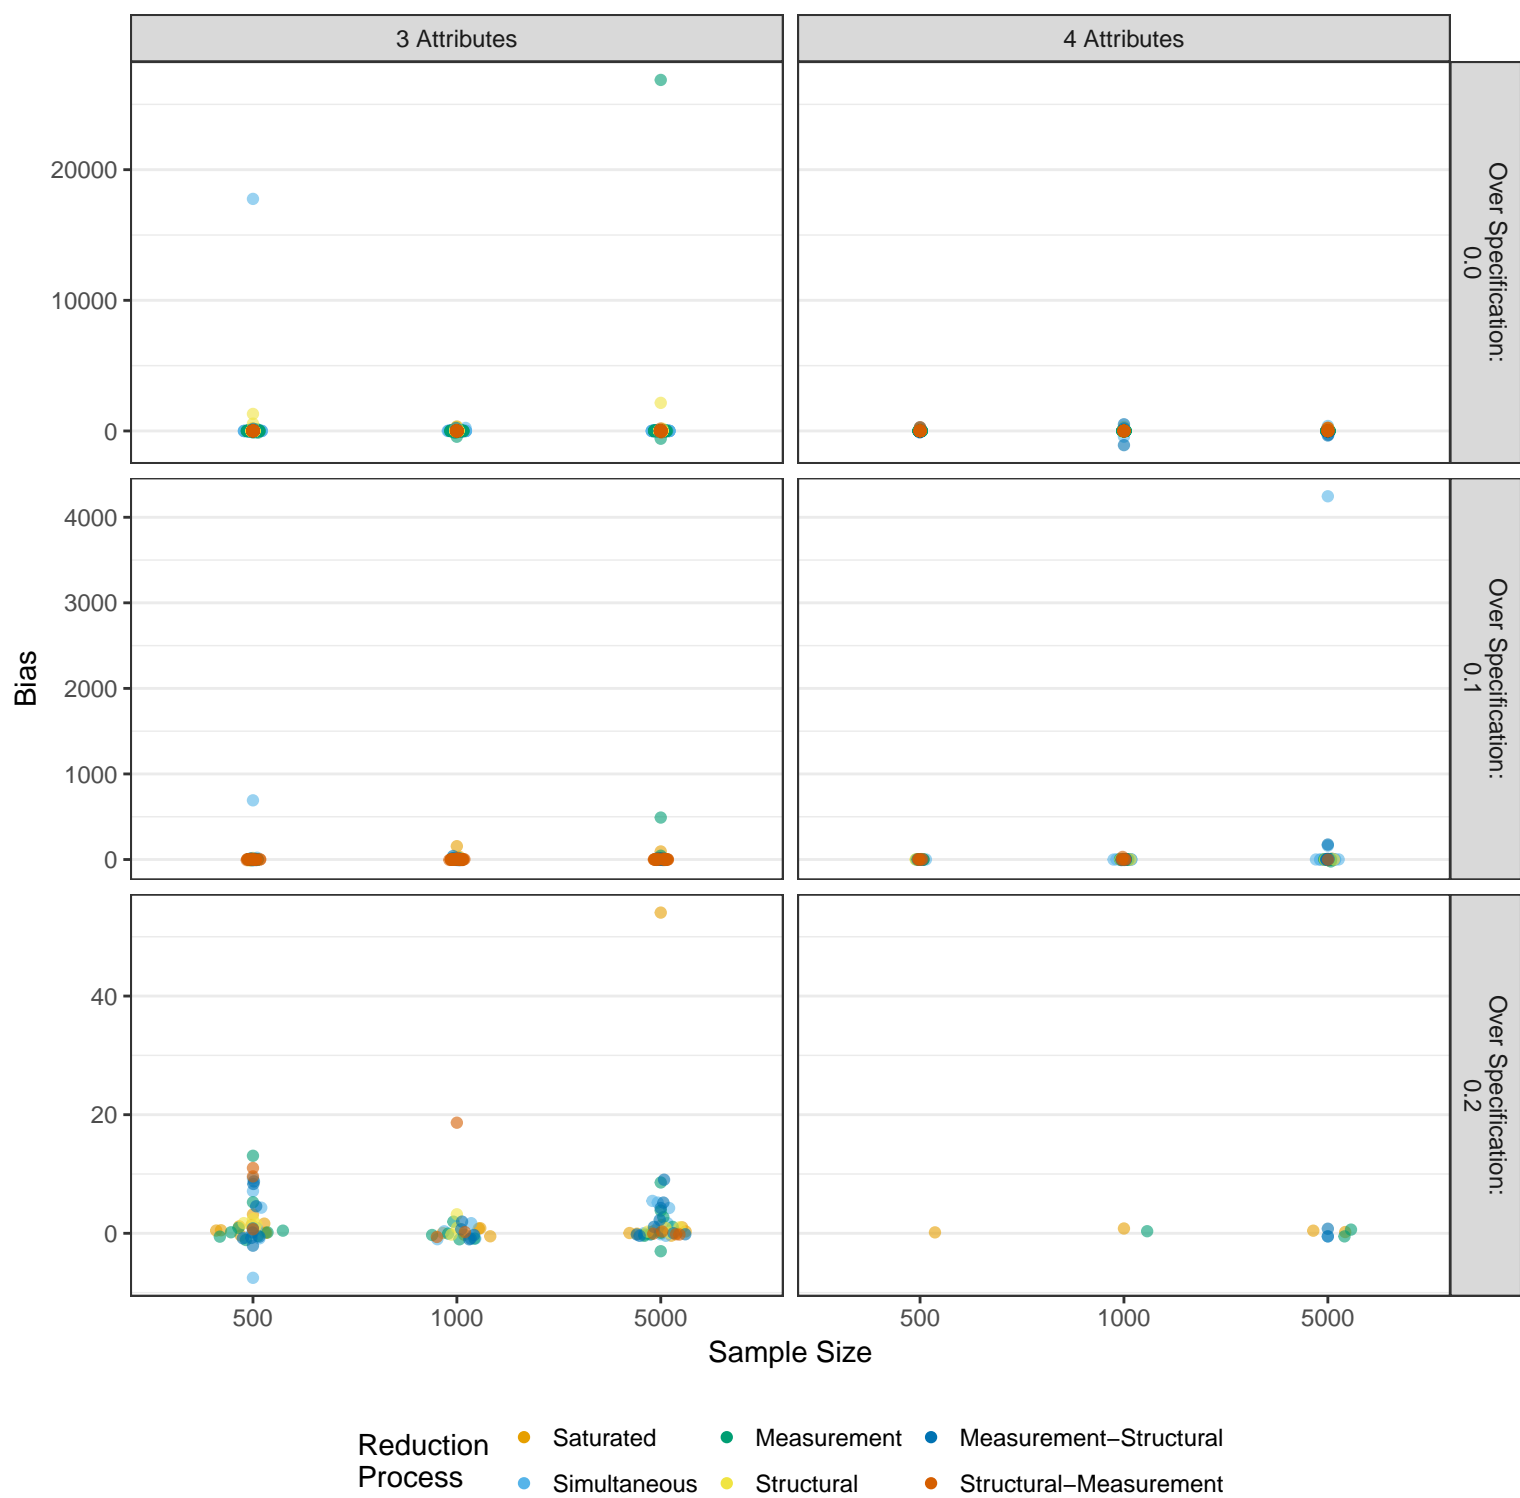 3 Attributes
4 Attributes
20000
10000
0
Over Specification:
0.0
4000
3000
2000
1000
0
Over Specification:
0.1
Bias
40
20
0
Over Specification:
0.2
500
1000
5000
500
1000
5000
Sample Size
Reduction
Process
Saturated
Measurement
Measurement–Structural
Simultaneous
Structural
Structural–Measurement